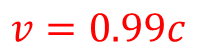 v = 0.99c